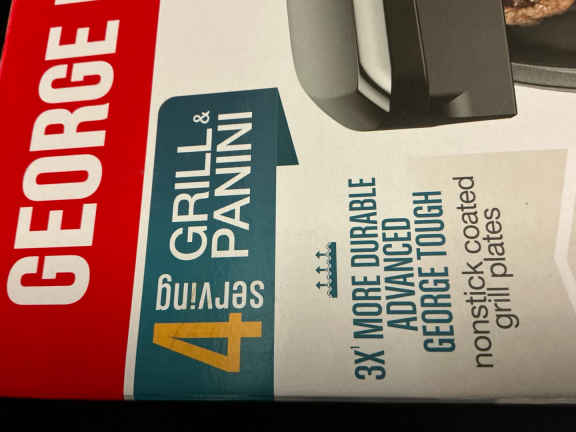 GEORGE
4 serving
GRILL &
PANINI
3X¹ MORE DURABLE
ADVANCED
GEORGE TOUGH
nonstick coated
grill plates